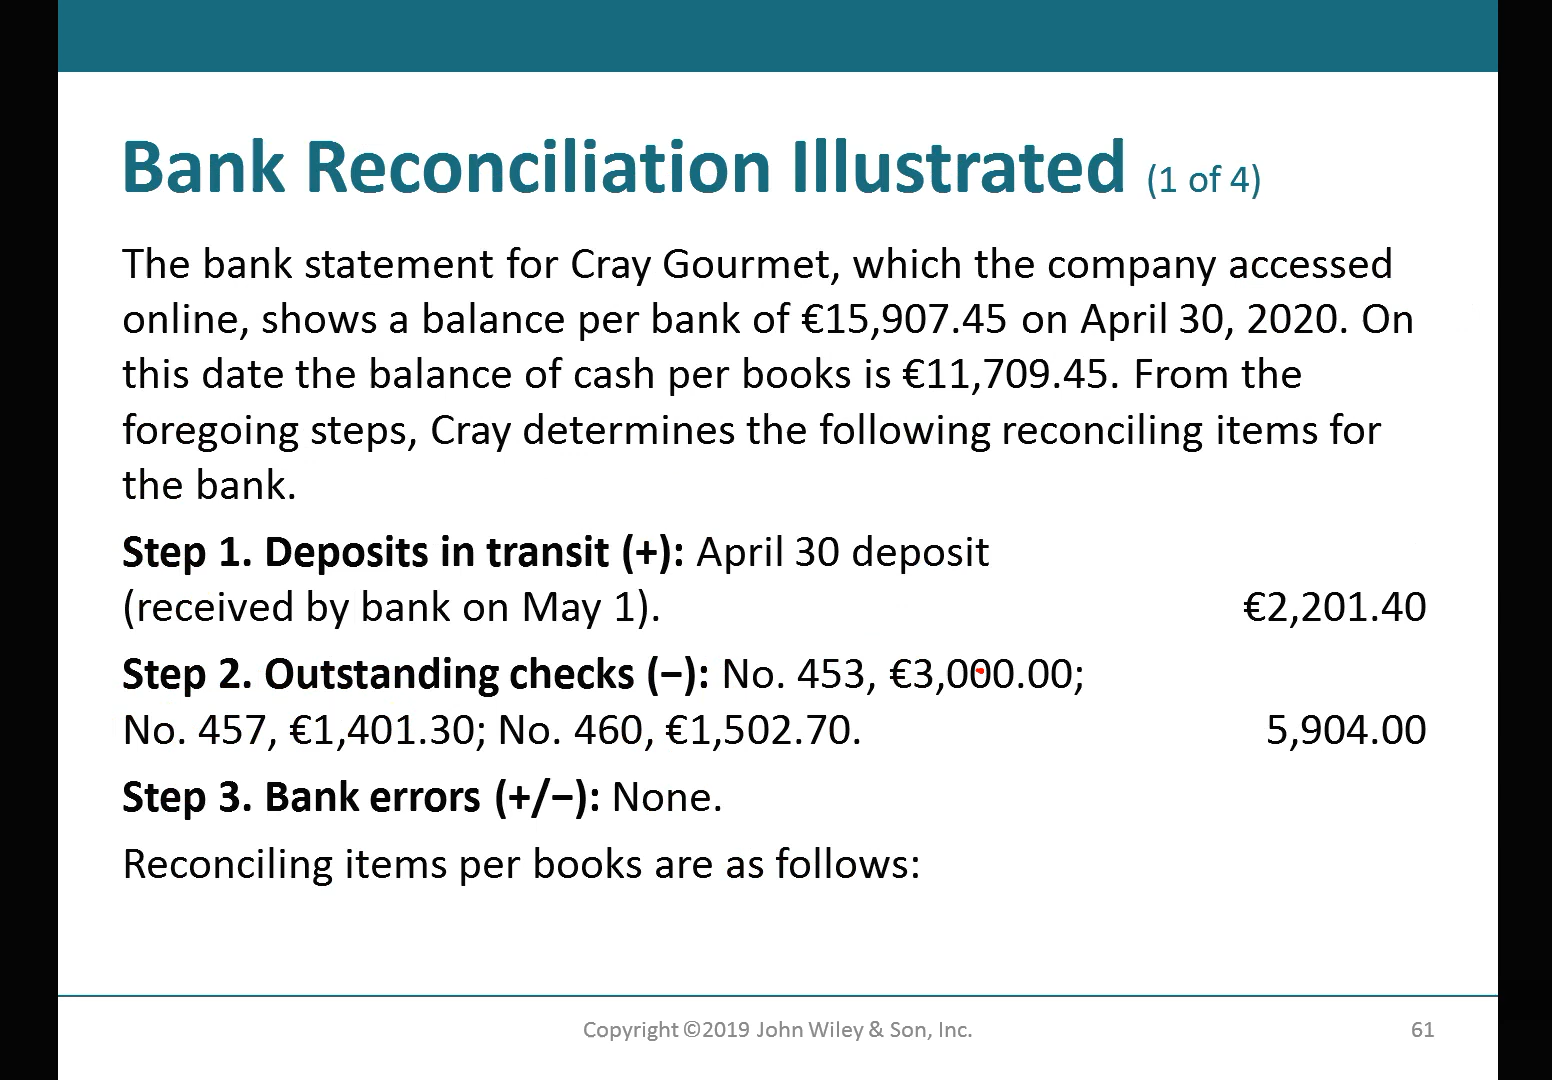 Bank Reconciliation Illustrated (1 of 4)
The bank statement for Cray Gourmet, which the company accessed
online, shows a balance per bank of €15,907.45 on April 30, 2020. On
this date the balance of cash per books is €11,709.45. From the
foregoing steps, Cray determines the following reconciling items for
the bank.
Step 1. Deposits in transit (+): April 30 deposit
(received by bank on May 1). €2,201.40
Step 2. Outstanding checks (−): No. 453, €3,000.00;
No. 457, €1,401.30; No. 460, €1,502.70. 5,904.00
Step 3. Bank errors (+/−): None.
Reconciling items per books are as follows:
Copyright ©2019 John Wiley & Son, Inc. 61